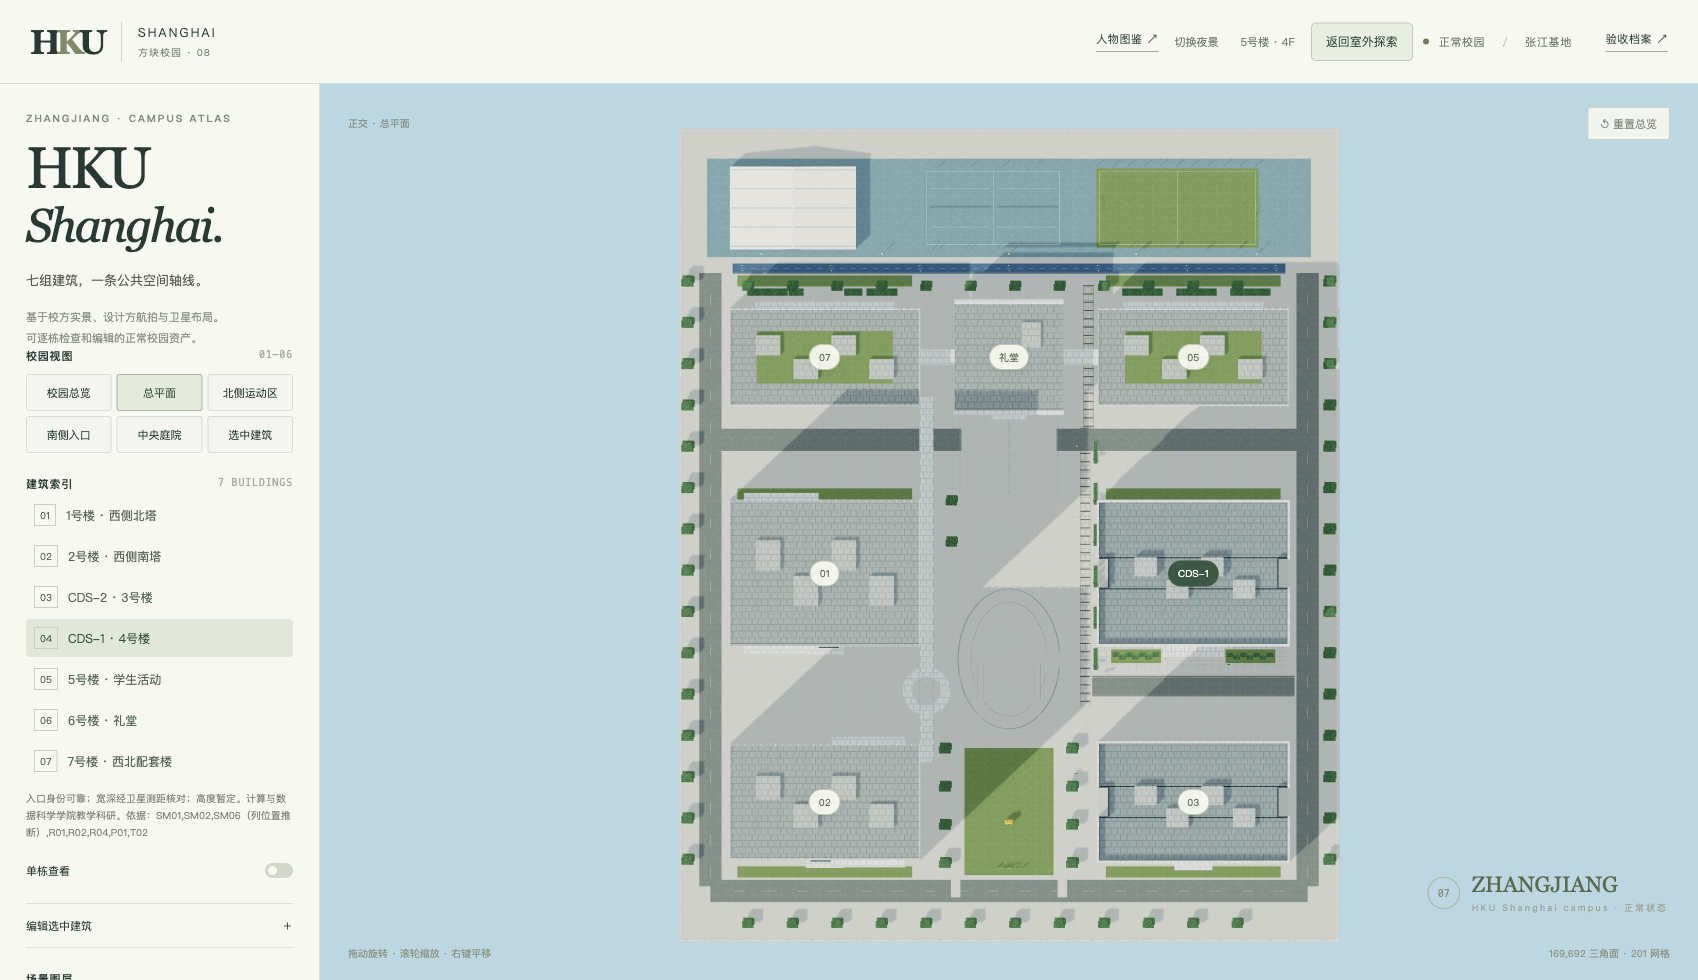 HKU
SHANGHAI
方块校园 · 08
人物图鉴 ↗
切换夜景
5号楼 · 4F
返回室外探索
正常校园
/
张江基地
验收档案 ↗
ZHANGJIANG · CAMPUS ATLAS
HKU
Shanghai.
七组建筑，一条公共空间轴线。
基于校方实景、设计方航拍与卫星布局。
可逐栋检查和编辑的正常校园资产。
校园视图
01—06
校园总览
总平面
北侧运动区
南侧入口
中央庭院
选中建筑
建筑索引
7 BUILDINGS
01 1号楼 · 西侧北塔
02 2号楼 · 西侧南塔
03 CDS-2 · 3号楼
04 CDS-1 · 4号楼
05 5号楼 · 学生活动
06 6号楼 · 礼堂
07 7号楼 · 西北配套楼
入口身份可靠；宽深经卫星测距核对；高度暂定。计算与数
据科学学院教学科研。依据：SM01,SM02,SM06（列位置推
断）,R01,R02,R04,P01,T02
单栋查看
编辑选中建筑 +
场景图层
正交 · 总平面
↺ 重置总览
07
礼堂
05
01
CDS-1
02
03
07
ZHANGJIANG
HKU Shanghai campus · 正常状态
拖动旋转 · 滚轮缩放 · 右键平移
169,692 三角面 · 201 网格